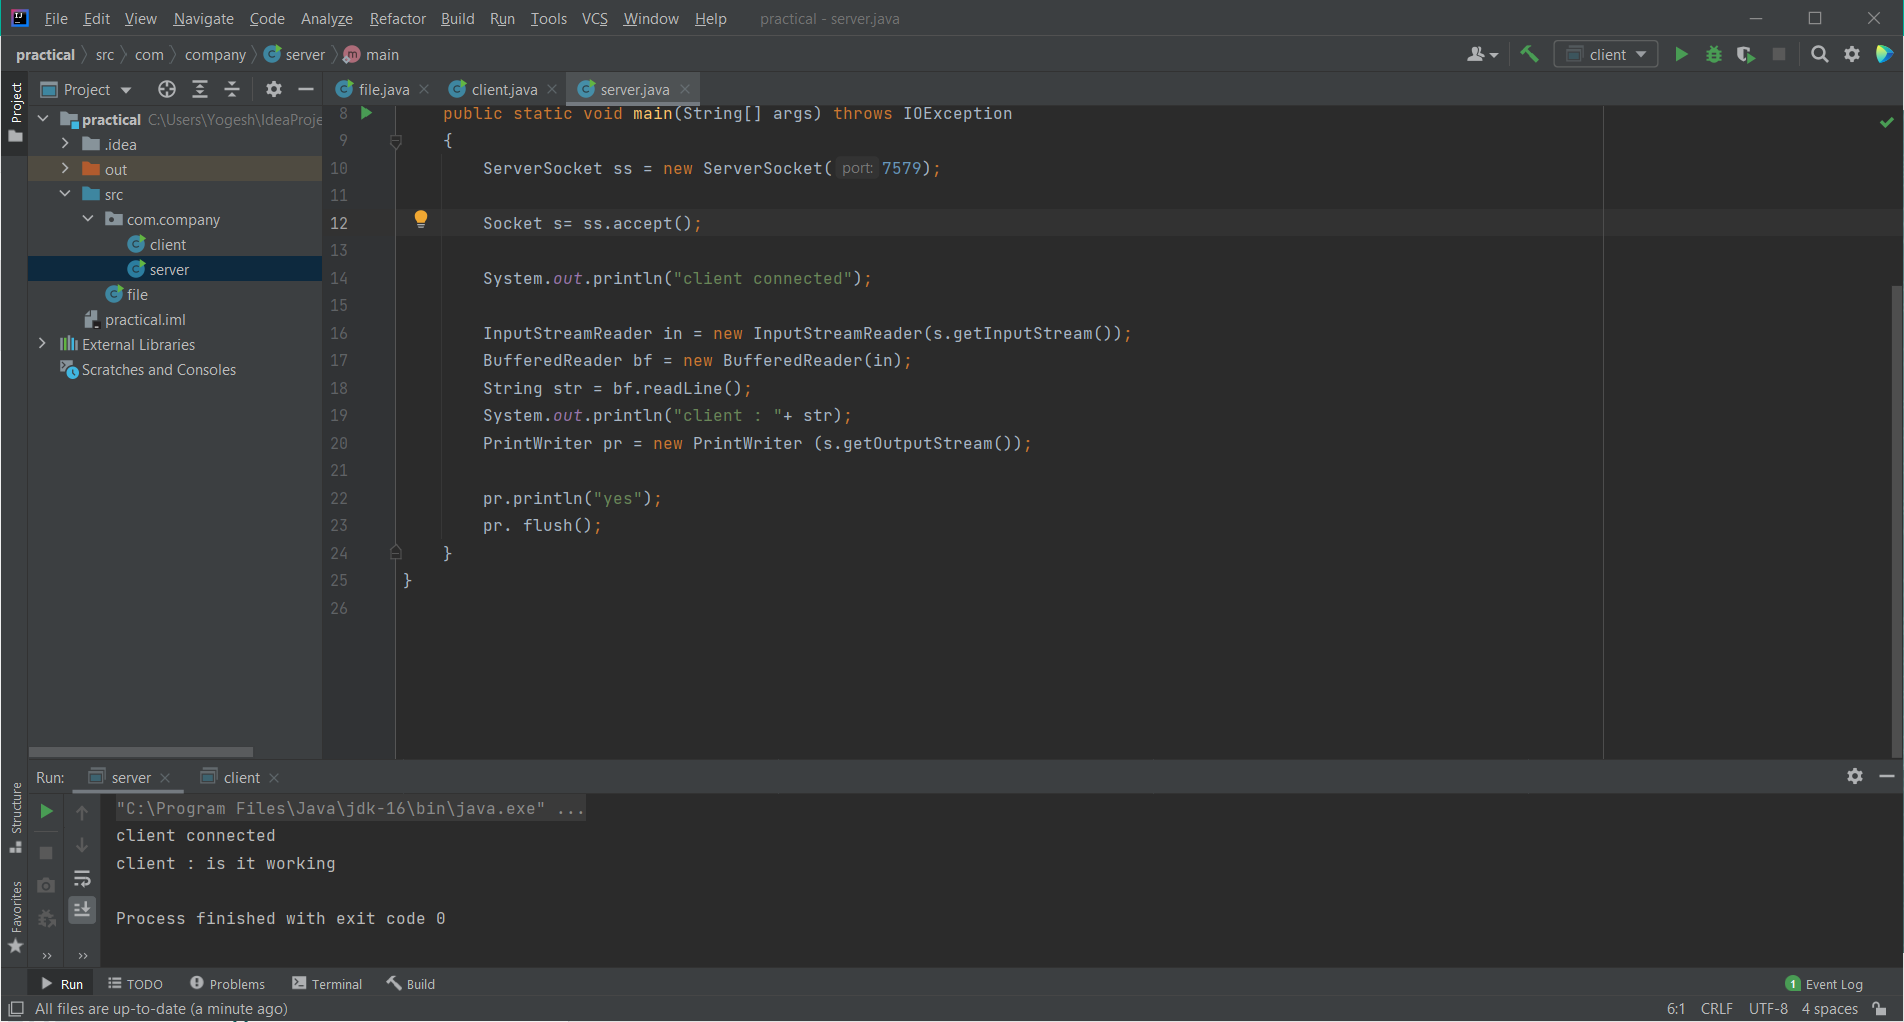 File Edit View Navigate Code Analyze Refactor Build Run Tools VCS Window Help practical - server.java
practical src com company server main
client
Project
Project
file.java client.java server.java
practical C:\Users\Yogesh\IdeaProje
.idea
out
src
com.company
client
server
file
practical.iml
External Libraries
Scratches and Consoles
8 public static void main(String[] args) throws IOException
9 {
10 ServerSocket ss = new ServerSocket( port: 7579);
11
12 Socket s= ss.accept();
13
14 System.out.println("client connected");
15
16 InputStreamReader in = new InputStreamReader(s.getInputStream());
17 BufferedReader bf = new BufferedReader(in);
18 String str = bf.readLine();
19 System.out.println("client : "+ str);
20 PrintWriter pr = new PrintWriter (s.getOutputStream());
21
22 pr.println("yes");
23 pr. flush();
24 }
25 }
26
Run: server client
Structure
Favorites
"C:\Program Files\Java\jdk-16\bin\java.exe" ...
client connected
client : is it working
Process finished with exit code 0
Run TODO Problems Terminal Build 1 Event Log
All files are up-to-date (a minute ago) 6:1 CRLF UTF-8 4 spaces